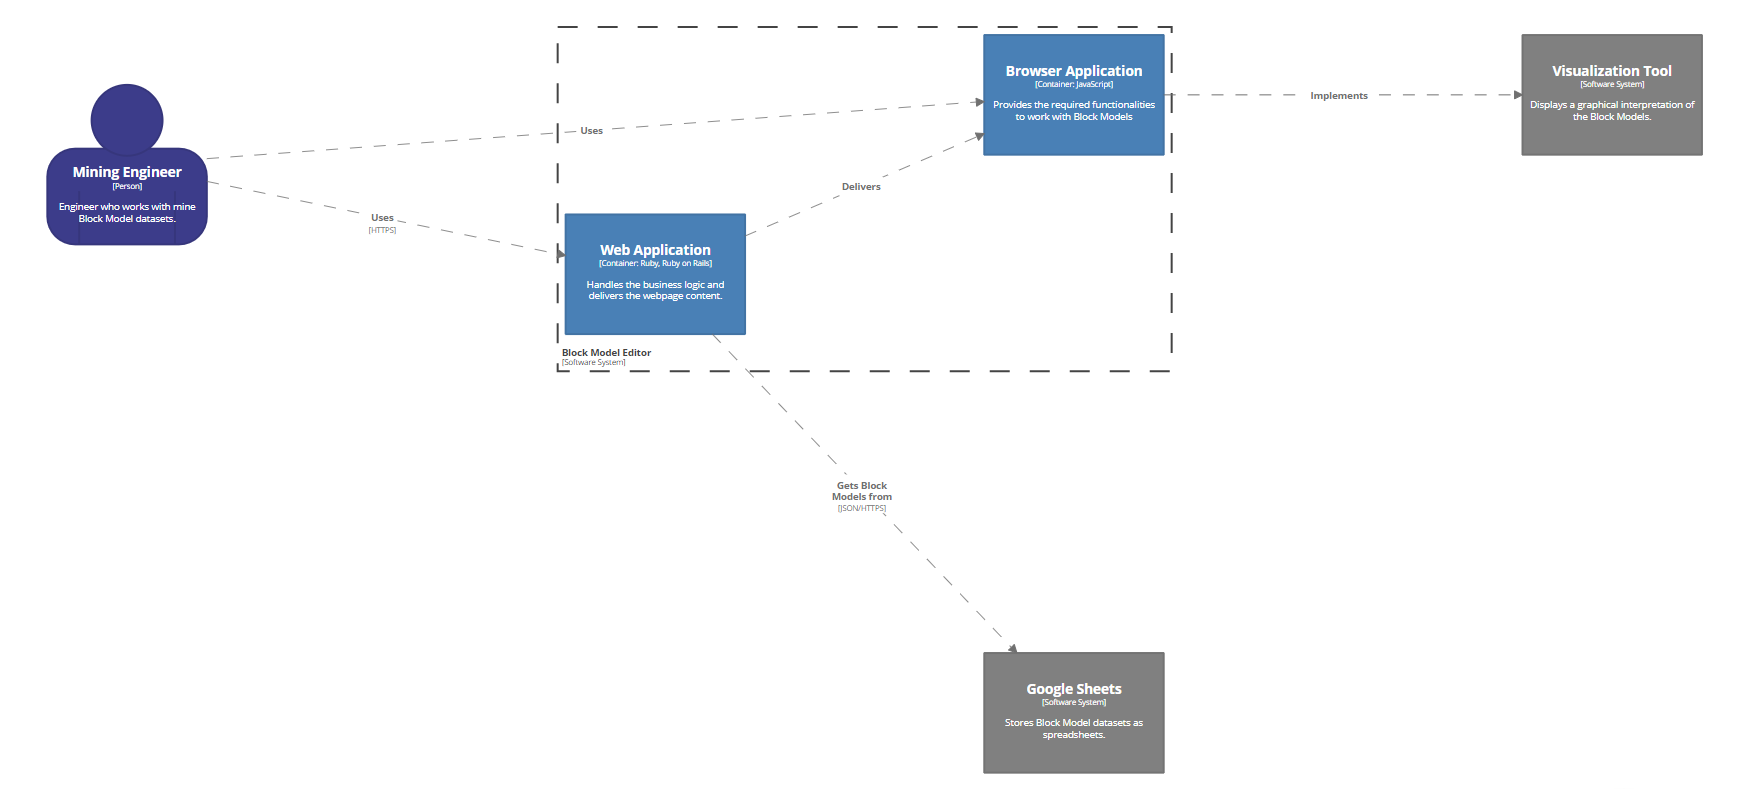 Browser Application
[Container: JavaScript]
Provides the required functionalities
to work with Block Models
Implements
Visualization Tool
[Software System]
Displays a graphical interpretation of
the Block Models.
Uses
Mining Engineer
[Person]
Engineer who works with mine
Block Model datasets.
Delivers
Uses
[HTTPS]
Web Application
[Container: Ruby, Ruby on Rails]
Handles the business logic and
delivers the webpage content.
Block Model Editor
[Software System]
Gets Block
Models from
[JSON/HTTPS]
Google Sheets
[Software System]
Stores Block Model datasets as
spreadsheets.